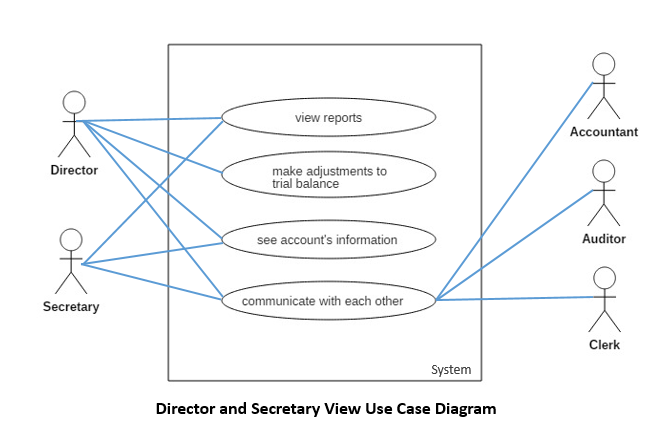 view reports
Director
make adjustments to
trial balance
see account's information
Secretary
communicate with each other
Accountant
Auditor
Clerk
System
Director and Secretary View Use Case Diagram